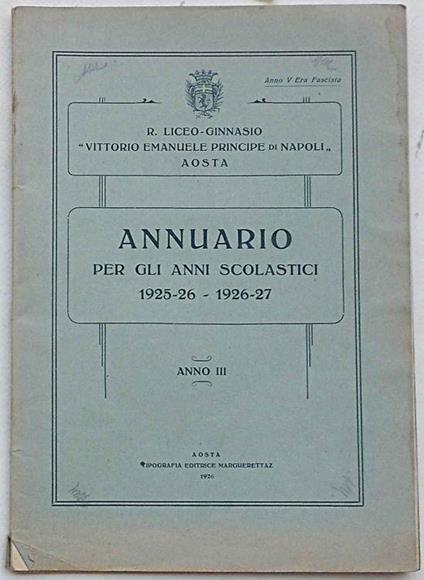 Anno V Era Fascista
R. LICEO-GINNASIO
"VITTORIO EMANUELE PRINCIPE DI NAPOLI„
AOSTA
ANNUARIO
PER GLI ANNI SCOLASTICI
1925-26 - 1926-27
ANNO III
AOSTA
TIPOGRAFIA EDITRICE MARGUERETTAZ
1926